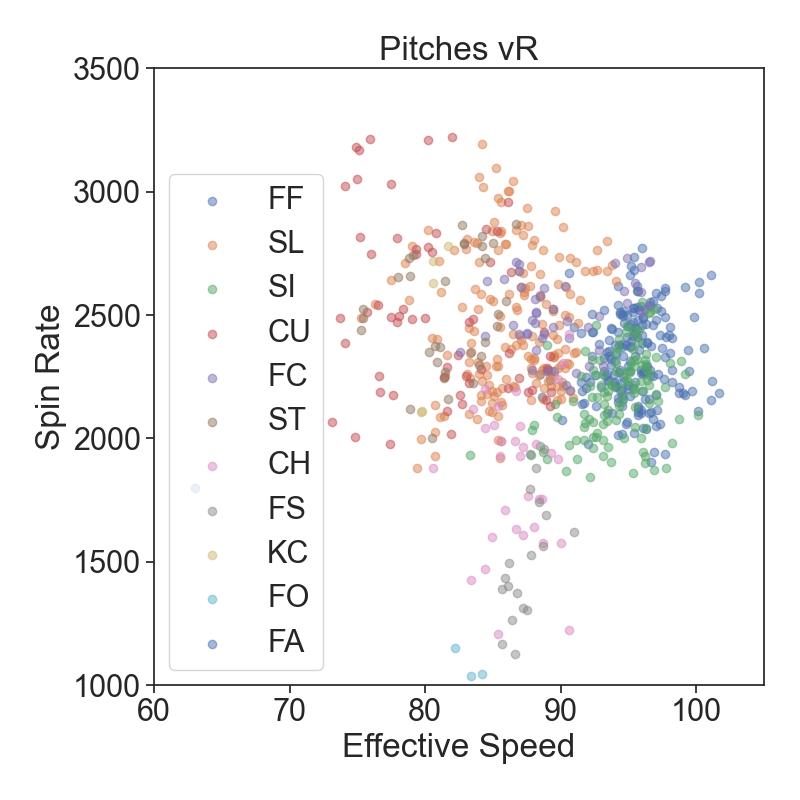 Pitches vR
3500
3000
2500
2000
1500
1000
Spin Rate
FF
SL
SI
CU
FC
ST
CH
FS
KC
FO
FA
60
70
80
90
100
Effective Speed